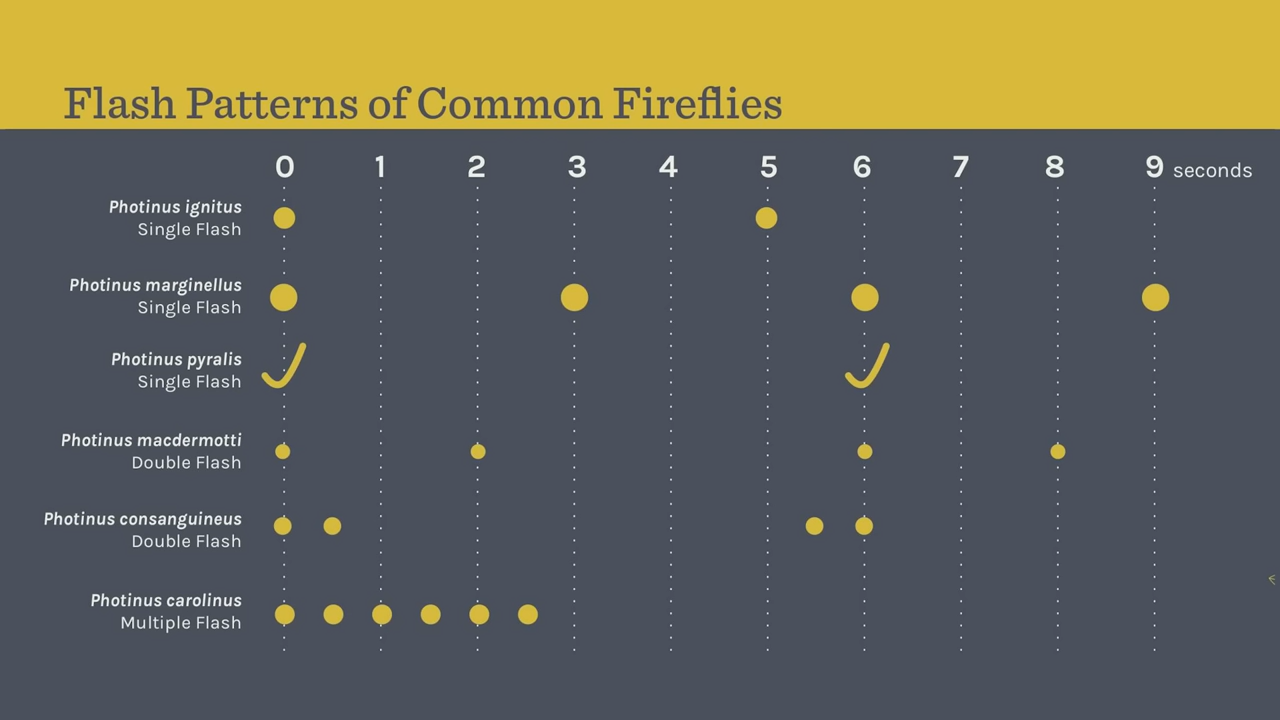 Flash Patterns of Common Fireflies
0 1 2 3 4 5 6 7 8 9 seconds
Photinus ignitus
Single Flash
Photinus marginellus
Single Flash
Photinus pyralis
Single Flash
Photinus macdermotti
Double Flash
Photinus consanguineus
Double Flash
Photinus carolinus
Multiple Flash